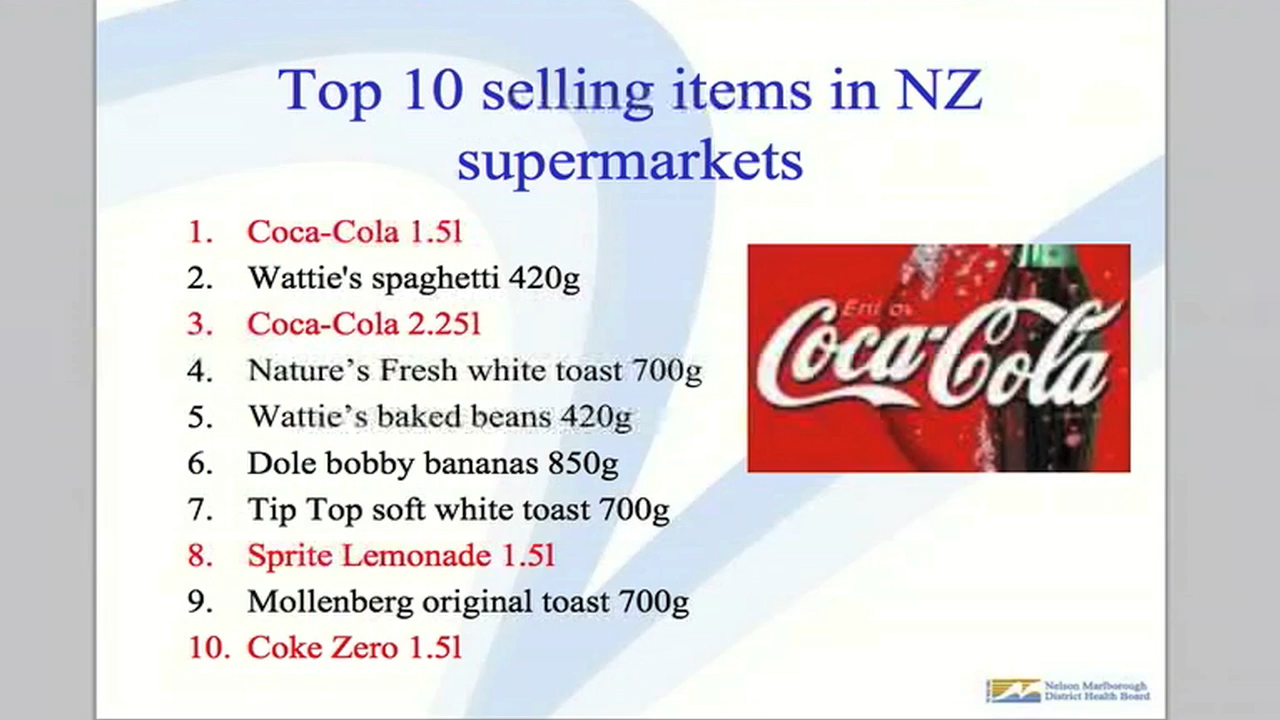 Top 10 selling items in NZ
supermarkets
1. Coca-Cola 1.5l
2. Wattie's spaghetti 420g
3. Coca-Cola 2.25l
4. Nature’s Fresh white toast 700g
5. Wattie’s baked beans 420g
6. Dole bobby bananas 850g
7. Tip Top soft white toast 700g
8. Sprite Lemonade 1.5l
9. Mollenberg original toast 700g
10. Coke Zero 1.5l
Coca-Cola
Nelson Marlborough
District Health Board